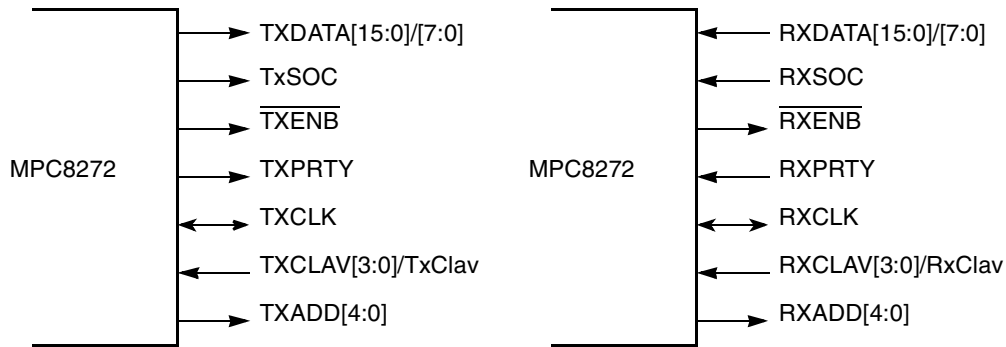 TXDATA[15:0]/[7:0]
TxSOC
TXENB
MPC8272
TXPRTY
TXCLK
TXCLAV[3:0]/TxClav
TXADD[4:0]
RXDATA[15:0]/[7:0]
RXSOC
RXENB
MPC8272
RXPRTY
RXCLK
RXCLAV[3:0]/RxClav
RXADD[4:0]